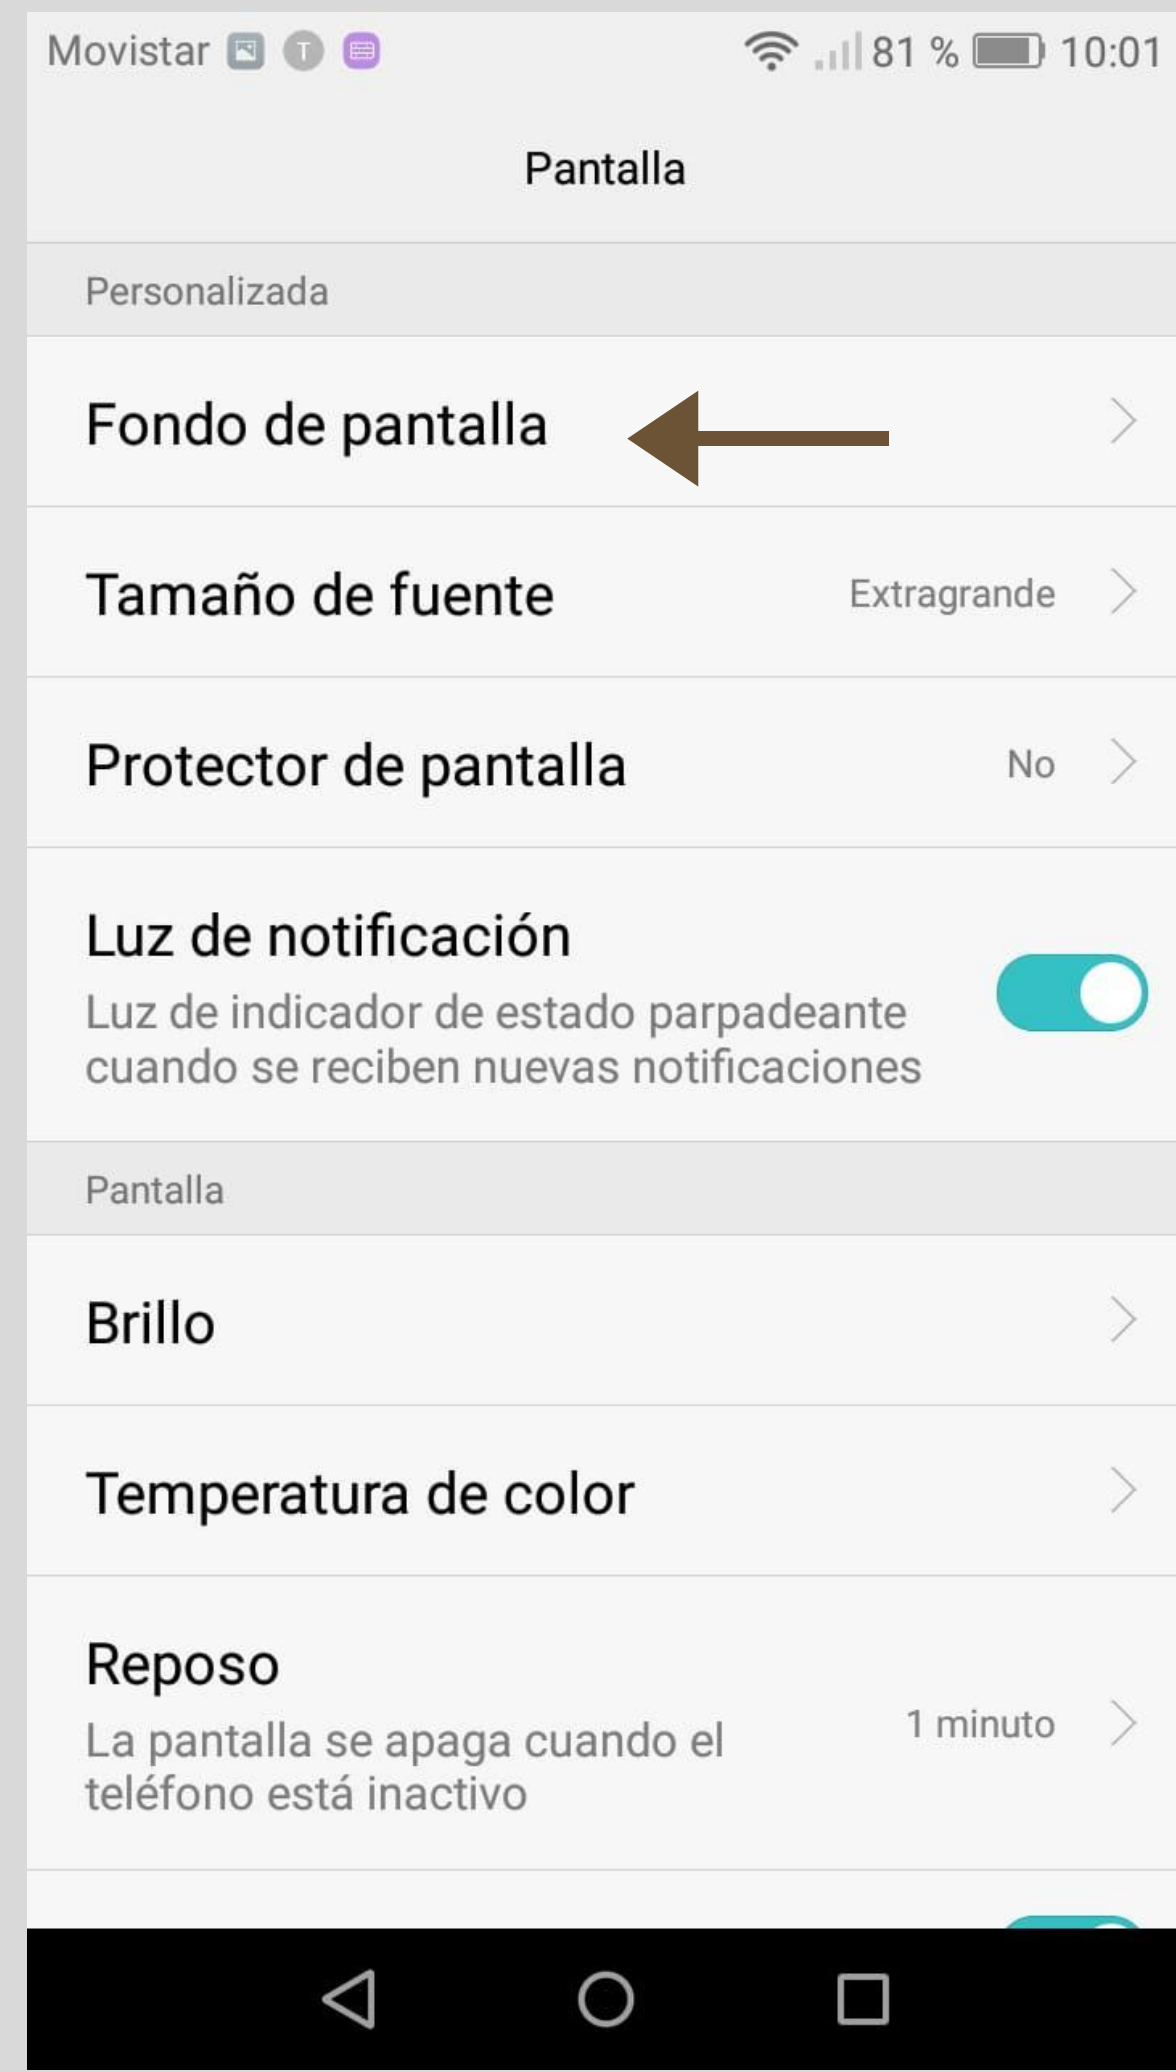 Movistar T 81 % 10:01
Pantalla
Personalizada
Fondo de pantalla
Tamaño de fuente Extragrande
Protector de pantalla No
Luz de notificación
Luz de indicador de estado parpadeante
cuando se reciben nuevas notificaciones
Pantalla
Brillo
Temperatura de color
Reposo
La pantalla se apaga cuando el
teléfono está inactivo
1 minuto